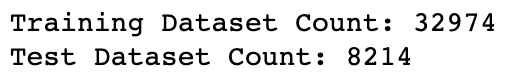 Training Dataset Count: 32974
Test Dataset Count: 8214